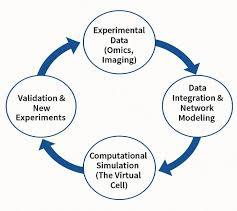 Experimental
Data
(Omics,
Imaging)
Data
Integration &
Network
Modeling
Computational
Simulation
(The Virtual
Cell)
Validation &
New
Experiments